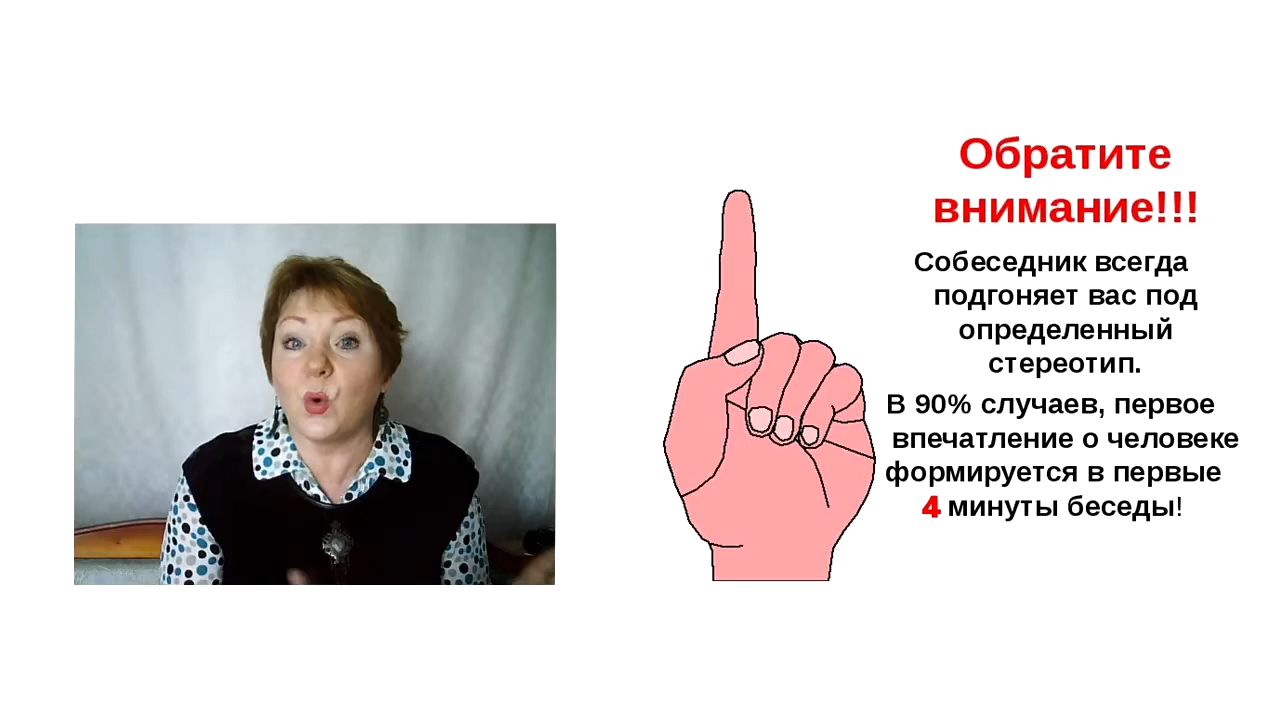 Обратите
внимание!!!
Собеседник всегда
подгоняет вас под
определенный
стереотип.
В 90% случаев, первое
впечатление о человеке
формируется в первые
4 минуты беседы!